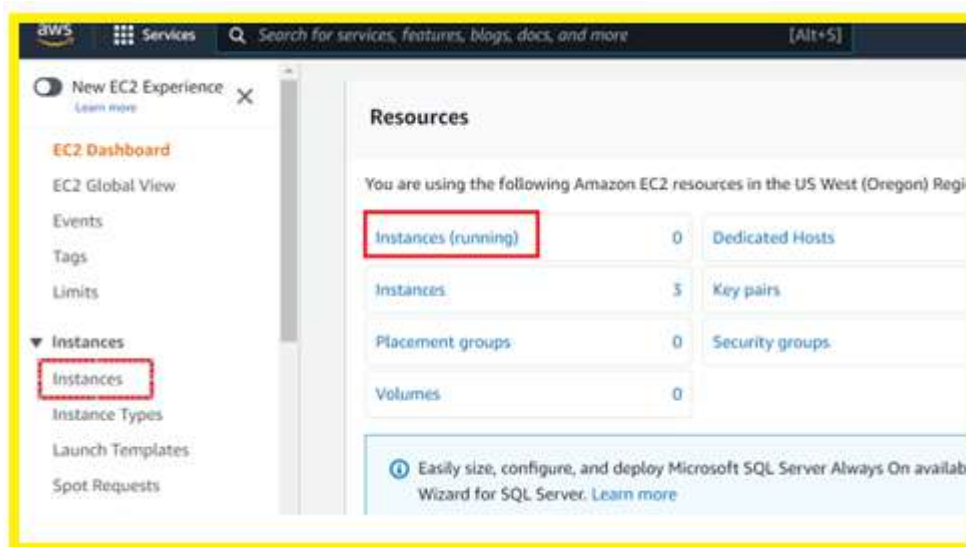 aws Services Search for services, features, blogs, docs, and more [Alt+S]
New EC2 Experience
Learn more
EC2 Dashboard
EC2 Global View
Events
Tags
Limits
Instances
Instances
Instance Types
Launch Templates
Spot Requests
Resources
You are using the following Amazon EC2 resources in the US West (Oregon) Regi
Instances (running) 0 Dedicated Hosts
Instances 3 Key pairs
Placement groups 0 Security groups
Volumes 0
Easily size, configure, and deploy Microsoft SQL Server Always On availab
Wizard for SQL Server. Learn more